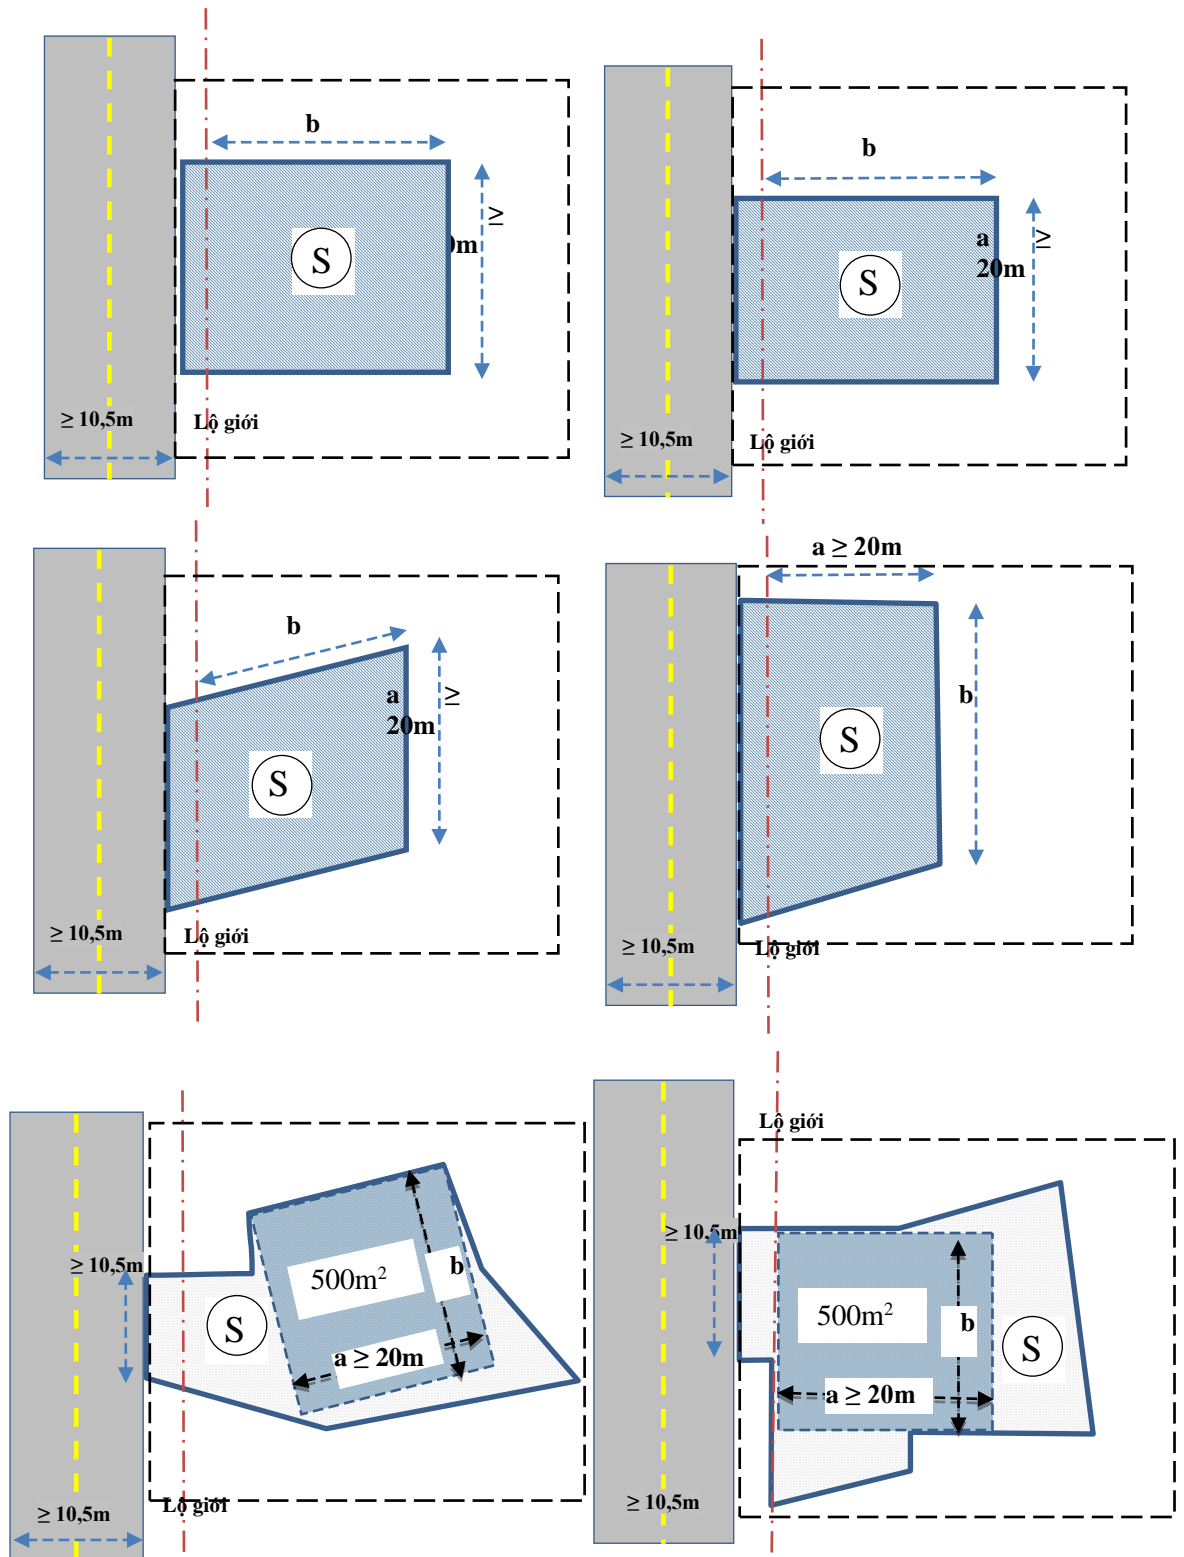 b
≥
0m
S
≥ 10,5m
Lộ giới
b
a ≥
20m
S
≥ 10,5m
Lộ giới
b
a ≥
20m
S
≥ 10,5m
Lộ giới
a ≥ 20m
b
S
≥ 10,5m
Lộ giới
≥ 10,5m
500m²
b
S
a ≥ 20m
≥ 10,5m
Lộ giới
Lộ giới
≥ 10,5m
500m²
b
S
a ≥ 20m
≥ 10,5m